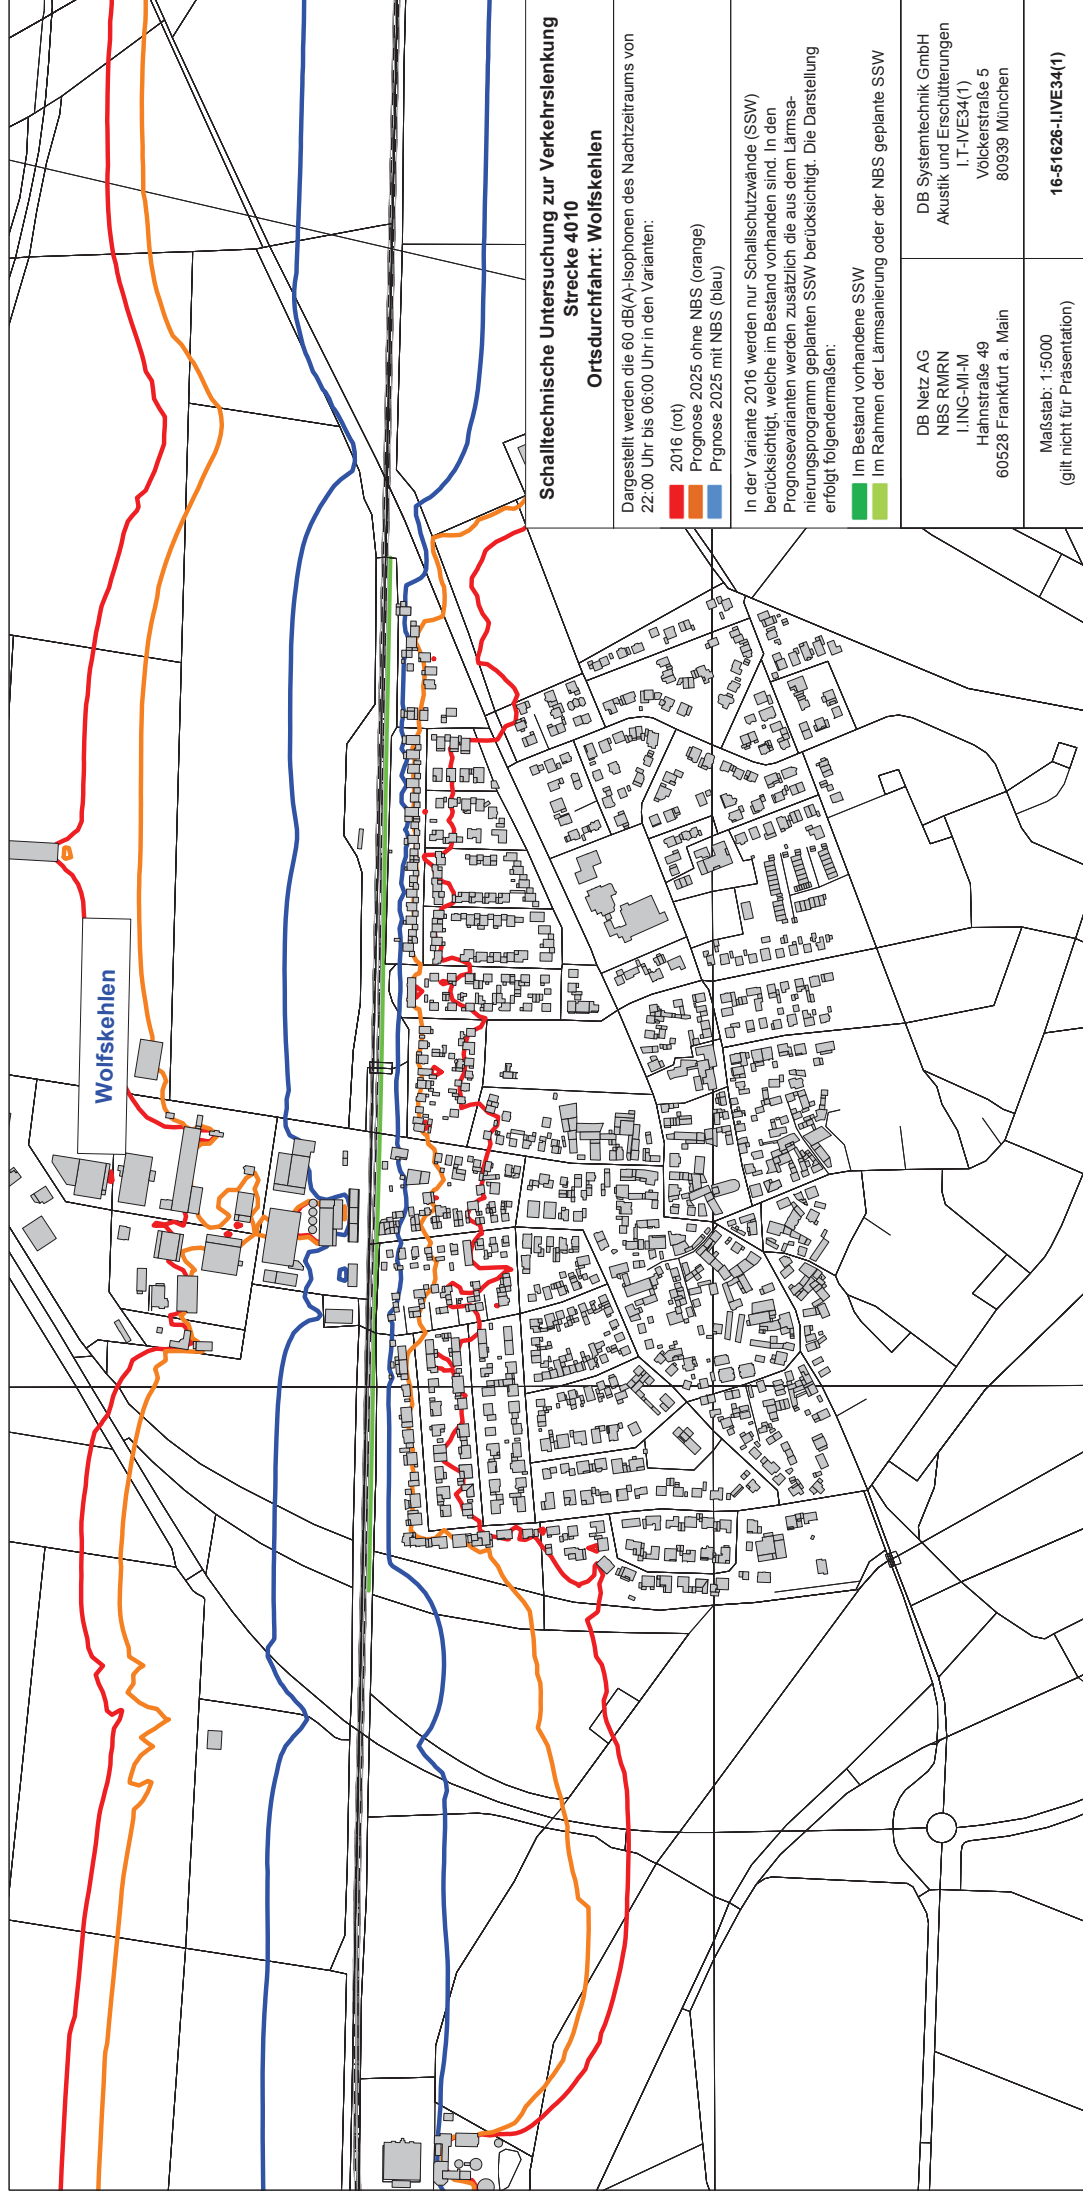 Wolfskehlen
Schalltechnische Untersuchung zur Verkehrslenkung
Strecke 4010
Ortsdurchfahrt: Wolfskehlen
Dargestellt werden die 60 dB(A)-Isophonen des Nachtzeitraums von
22:00 Uhr bis 06:00 Uhr in den Varianten:
2016 (rot)
Prognose 2025 ohne NBS (orange)
Prgnose 2025 mit NBS (blau)
In der Variante 2016 werden nur Schallschutzwände (SSW)
berücksichtigt, welche im Bestand vorhanden sind. In den
Prognosevarianten werden zusätzlich die aus dem Lärmsa-
nierungsprogramm geplanten SSW berücksichtigt. Die Darstellung
erfolgt folgendermaßen:
Im Bestand vorhandene SSW
Im Rahmen der Lärmsanierung oder der NBS geplante SSW
DB Netz AG
NBS RMRN
I.ING-MI-M
Hahnstraße 49
60528 Frankfurt a. Main
DB Systemtechnik GmbH
Akustik und Erschütterungen
I.T-IVE34(1)
Völckerstraße 5
80939 München
Maßstab: 1:5000
(gilt nicht für Präsentation)
16-51626-I.IVE34(1)